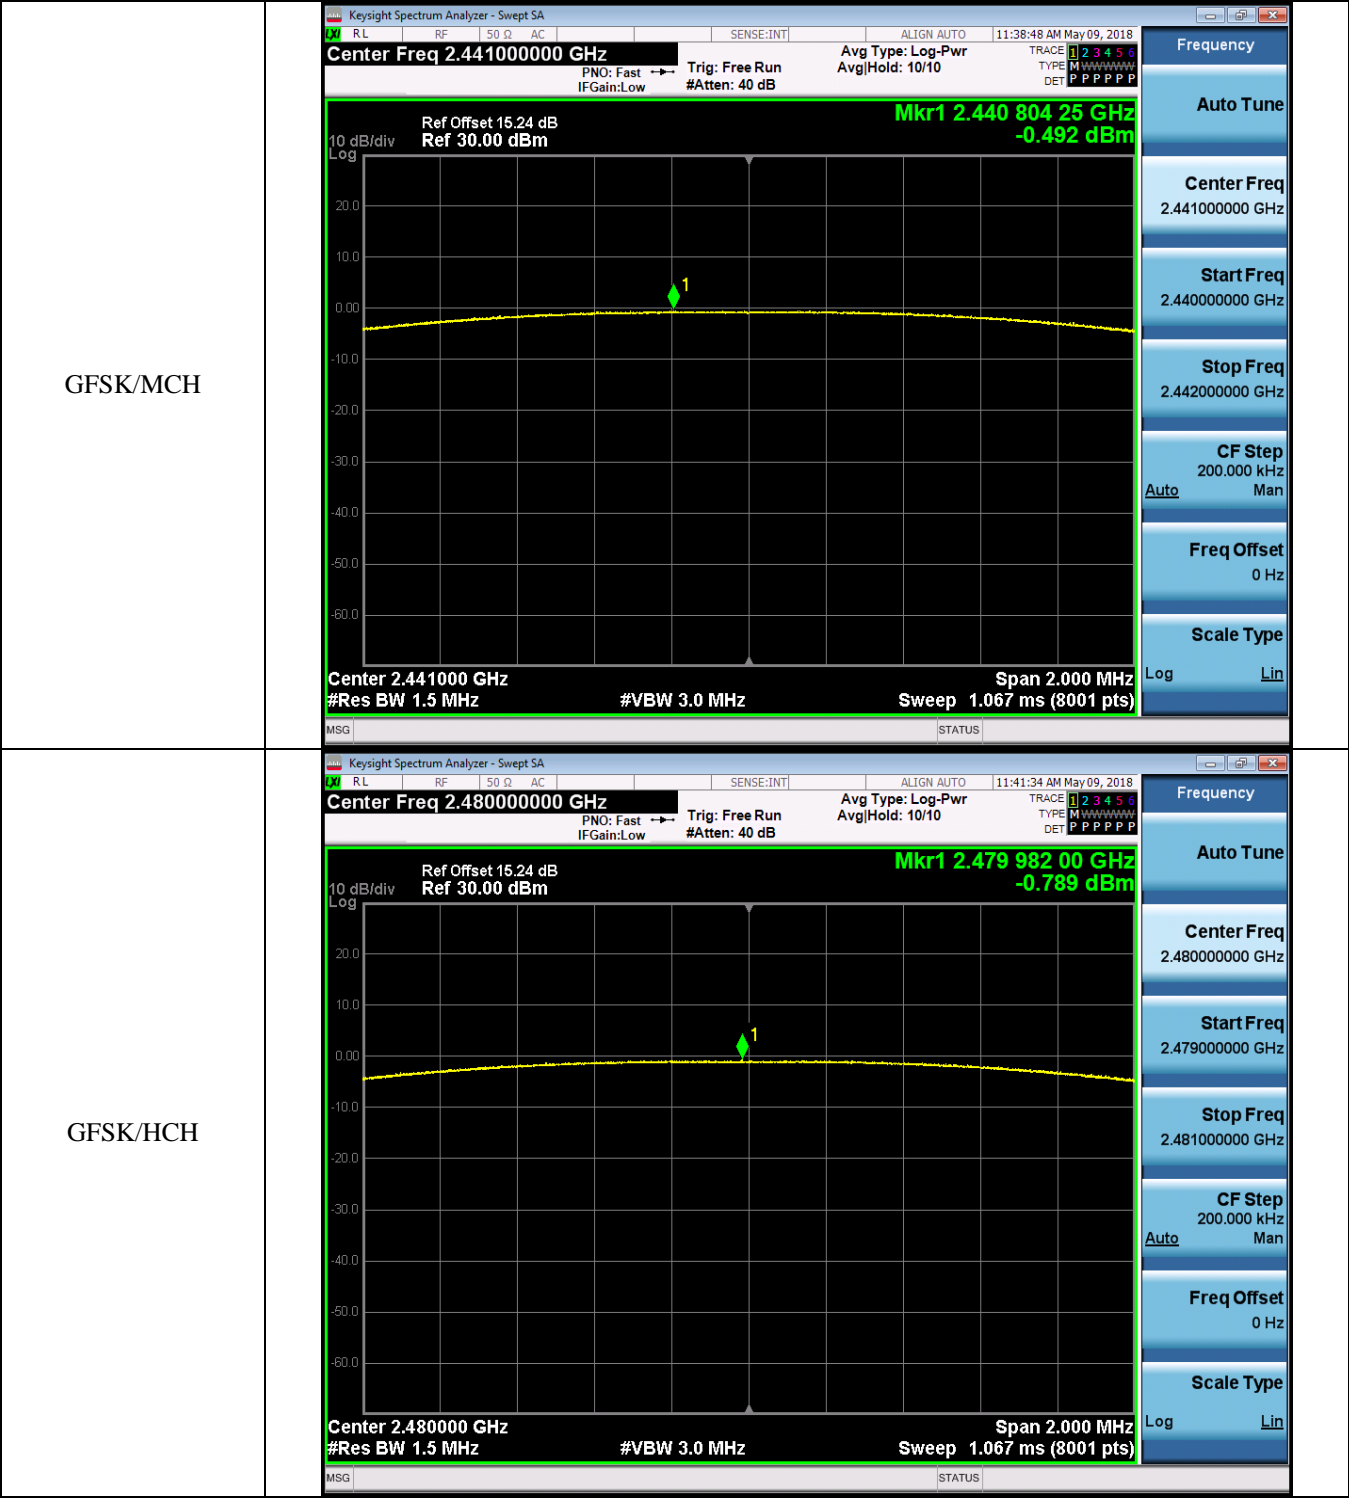 GFSK/MCH
Keysight Spectrum Analyzer - Swept SA
LXI RL RF 50 Ω AC SENSE:INT ALIGN AUTO 11:38:48 AM May 09, 2018
Center Freq 2.441000000 GHz
PNO: Fast
IFGain:Low
Trig: Free Run
#Atten: 40 dB
Avg Type: Log-Pwr
Avg|Hold: 10/10
TRACE 1 2 3 4 5 6
TYPE M WWWWW
DET P P P P P P
Mkr1 2.440 804 25 GHz
-0.492 dBm
Ref Offset 15.24 dB
10 dB/div Ref 30.00 dBm
Log
20.0
10.0
0.00
-10.0
-20.0
-30.0
-40.0
-50.0
-60.0
1
Center 2.441000 GHz Span 2.000 MHz
#Res BW 1.5 MHz #VBW 3.0 MHz Sweep 1.067 ms (8001 pts)
MSG STATUS
Frequency
Auto Tune
Center Freq
2.441000000 GHz
Start Freq
2.440000000 GHz
Stop Freq
2.442000000 GHz
CF Step
200.000 kHz
Auto Man
Freq Offset
0 Hz
Scale Type
Log Lin
GFSK/HCH
Keysight Spectrum Analyzer - Swept SA
LXI RL RF 50 Ω AC SENSE:INT ALIGN AUTO 11:41:34 AM May 09, 2018
Center Freq 2.480000000 GHz
PNO: Fast
IFGain:Low
Trig: Free Run
#Atten: 40 dB
Avg Type: Log-Pwr
Avg|Hold: 10/10
TRACE 1 2 3 4 5 6
TYPE M WWWWW
DET P P P P P P
Mkr1 2.479 982 00 GHz
-0.789 dBm
Ref Offset 15.24 dB
10 dB/div Ref 30.00 dBm
Log
20.0
10.0
0.00
-10.0
-20.0
-30.0
-40.0
-50.0
-60.0
1
Center 2.480000 GHz Span 2.000 MHz
#Res BW 1.5 MHz #VBW 3.0 MHz Sweep 1.067 ms (8001 pts)
MSG STATUS
Frequency
Auto Tune
Center Freq
2.480000000 GHz
Start Freq
2.479000000 GHz
Stop Freq
2.481000000 GHz
CF Step
200.000 kHz
Auto Man
Freq Offset
0 Hz
Scale Type
Log Lin